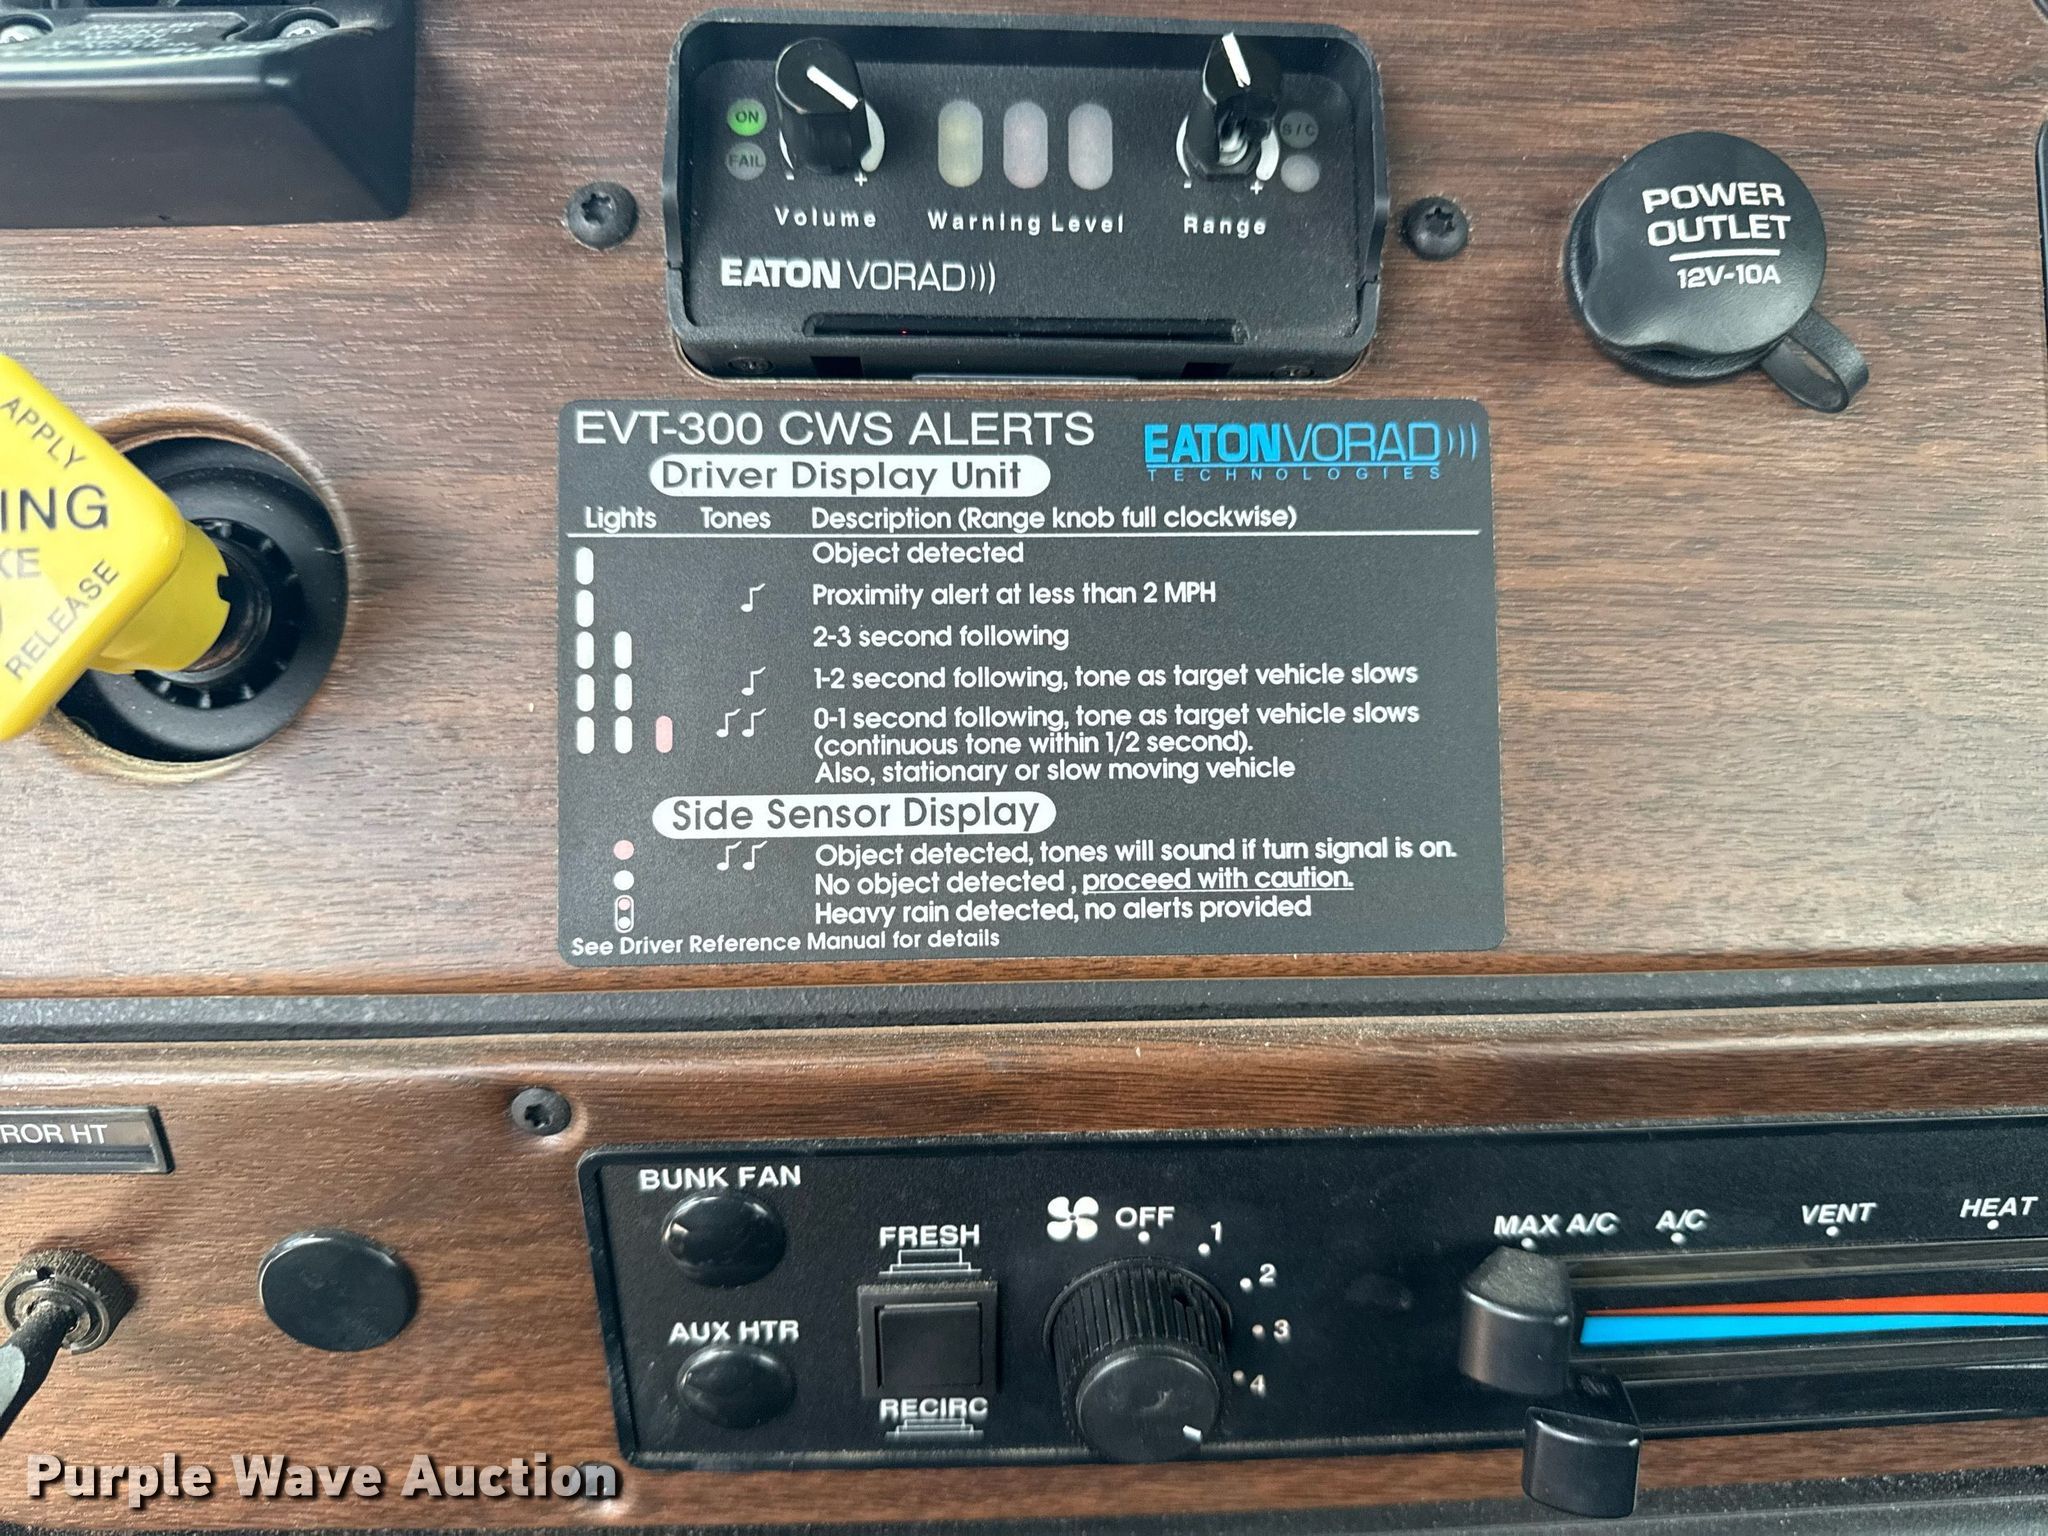 ON
FAIL
S/C
- +
- +
Volume
Warning Level
Range
EATON VORAD
POWER
OUTLET
12V-10A
APPLY
ING
KE
RELEASE
EVT-300 CWS ALERTS
EATON VORAD
TECHNOLOGIES
Driver Display Unit
Lights Tones Description (Range knob full clockwise)
Object detected
Proximity alert at less than 2 MPH
2-3 second following
1-2 second following, tone as target vehicle slows
0-1 second following, tone as target vehicle slows
(continuous tone within 1/2 second).
Also, stationary or slow moving vehicle
Side Sensor Display
Object detected, tones will sound if turn signal is on.
No object detected, proceed with caution.
Heavy rain detected, no alerts provided
See Driver Reference Manual for details
ROR HT
BUNK FAN
AUX HTR
FRESH
RECIRC
OFF
1
2
3
4
MAX A/C
A/C
VENT
HEAT
Purple Wave Auction